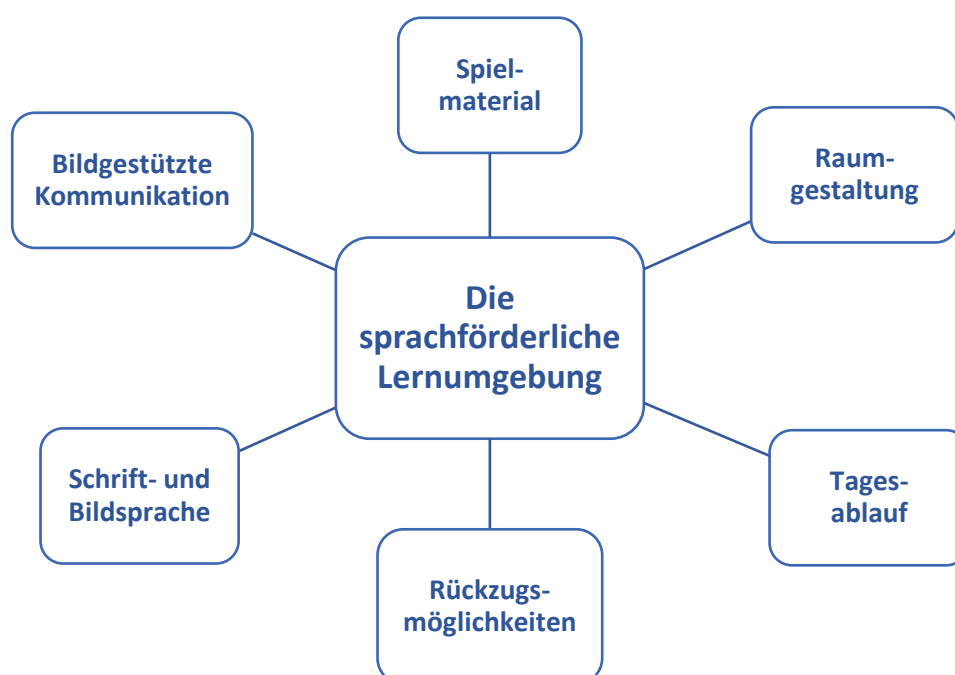 Spiel-
material
Bildgestützte
Kommunikation
Raum-
gestaltung
Die
sprachförderliche
Lernumgebung
Schrift- und
Bildsprache
Tages-
ablauf
Rückzugs-
möglichkeiten